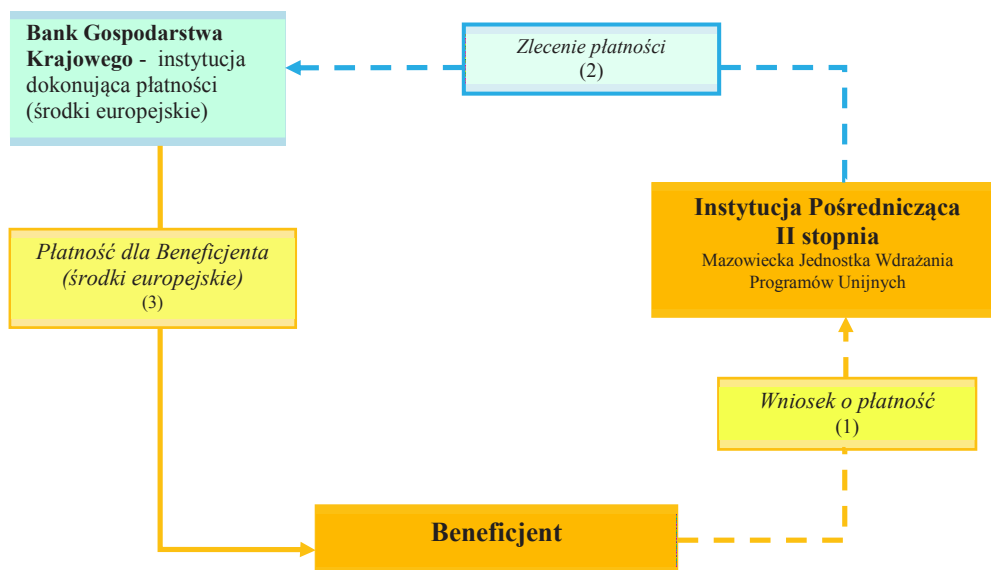 Bank Gospodarstwa
Krajowego - instytucja
dokonująca płatności
(środki europejskie)
Zlecenie płatności
(2)
Instytucja Pośrednicząca
II stopnia
Mazowiecka Jednostka Wdrażania
Programów Unijnych
Płatność dla Beneficjenta
(środki europejskie)
(3)
Wniosek o płatność
(1)
Beneficjent